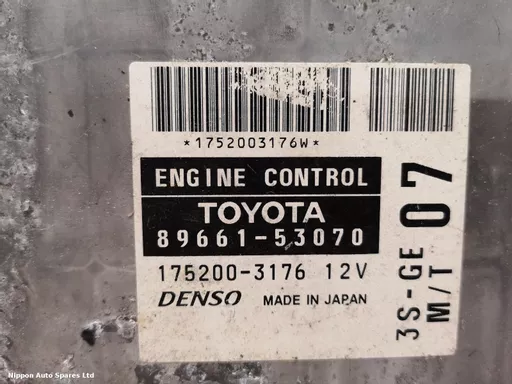 *1752003176W*
ENGINE CONTROL
TOYOTA
89661-53070
175200-3176 12V
DENSO MADE IN JAPAN
3S-GE 07
M/T
Nippon Auto Spares Ltd